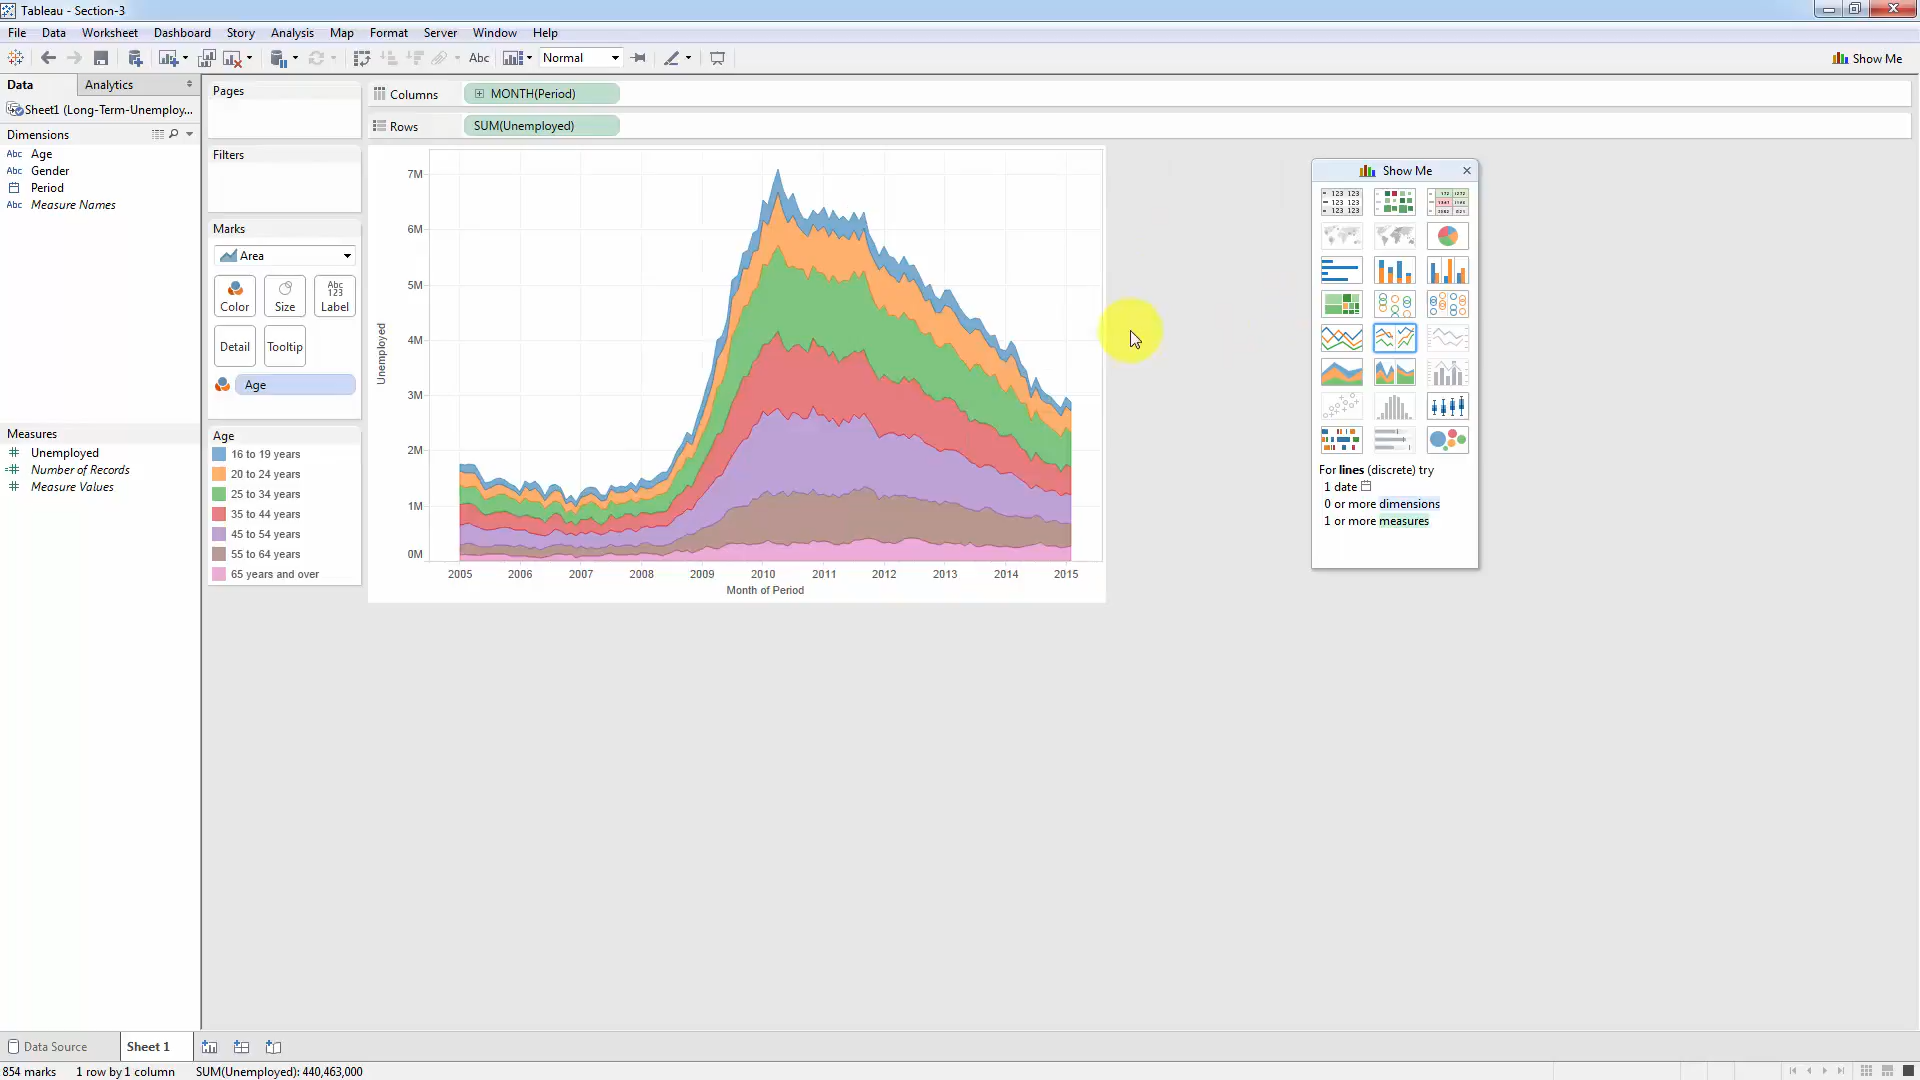 Tableau - Section-3
File Data Worksheet Dashboard Story Analysis Map Format Server Window Help
Abc Normal Show Me
Data Analytics
Sheet1 (Long-Term-Unemploy...
Dimensions
Abc Age
Abc Gender
Period
Abc Measure Names
Measures
Unemployed
Number of Records
Measure Values
Pages
Filters
Marks
Area
Color Size Abc 123 Label
Detail Tooltip
Age
Age
16 to 19 years
20 to 24 years
25 to 34 years
35 to 44 years
45 to 54 years
55 to 64 years
65 years and over
Columns MONTH(Period)
Rows SUM(Unemployed)
7M
6M
5M
4M
3M
2M
1M
0M
Unemployed
2005 2006 2007 2008 2009 2010 2011 2012 2013 2014 2015
Month of Period
Show Me
For lines (discrete) try
1 date
0 or more dimensions
1 or more measures
Data Source Sheet 1
854 marks 1 row by 1 column SUM(Unemployed): 440,463,000